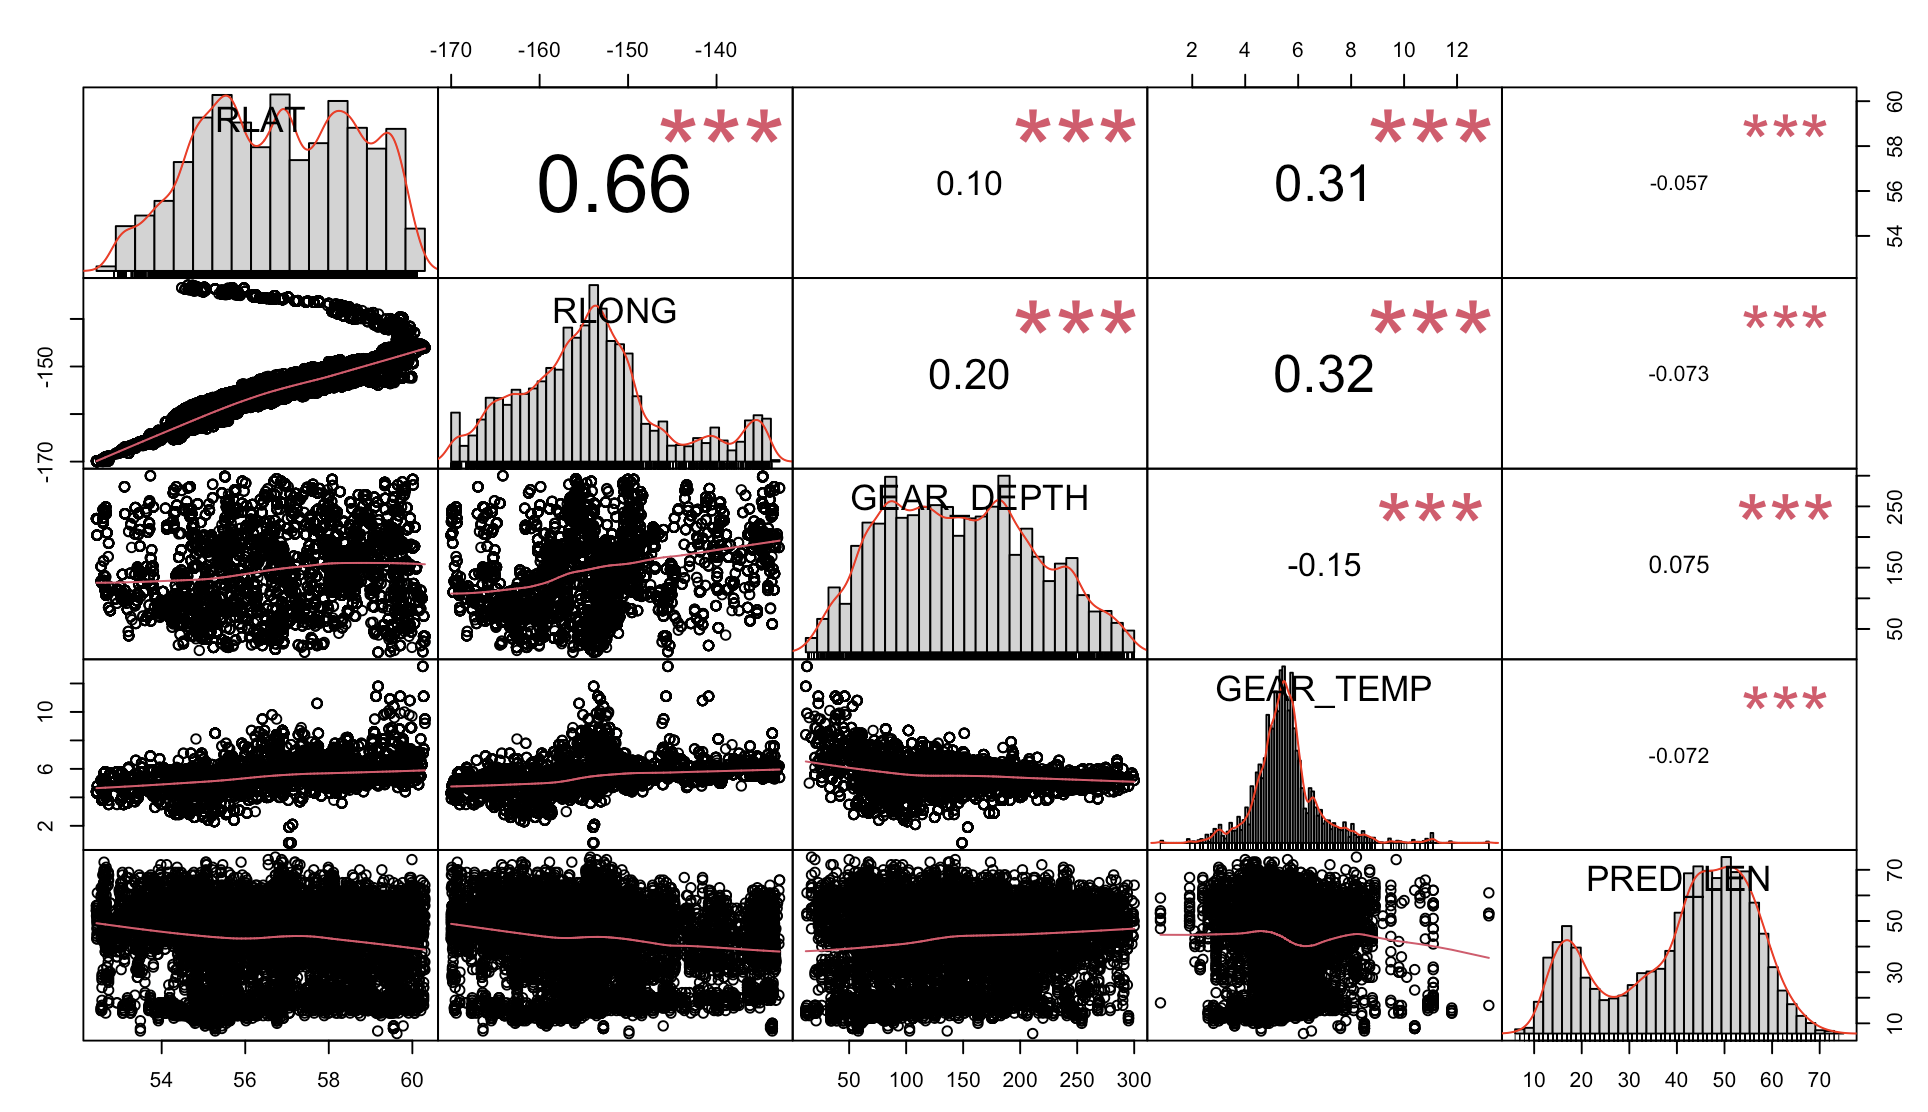 -170 -160 -150 -140 2 4 6 8 10 12
RLAT 0.66 *** 0.10 *** 0.31 *** -0.057 *** 54 56 58 60
-170 -150 RLONG 0.20 *** 0.32 *** -0.073 ***
GEAR_DEPTH -0.15 *** 0.075 *** 50 150 250
2 6 10 GEAR_TEMP -0.072 ***
PRED_LEN 10 30 50 70
54 56 58 60 50 100 150 200 250 300 10 20 30 40 50 60 70